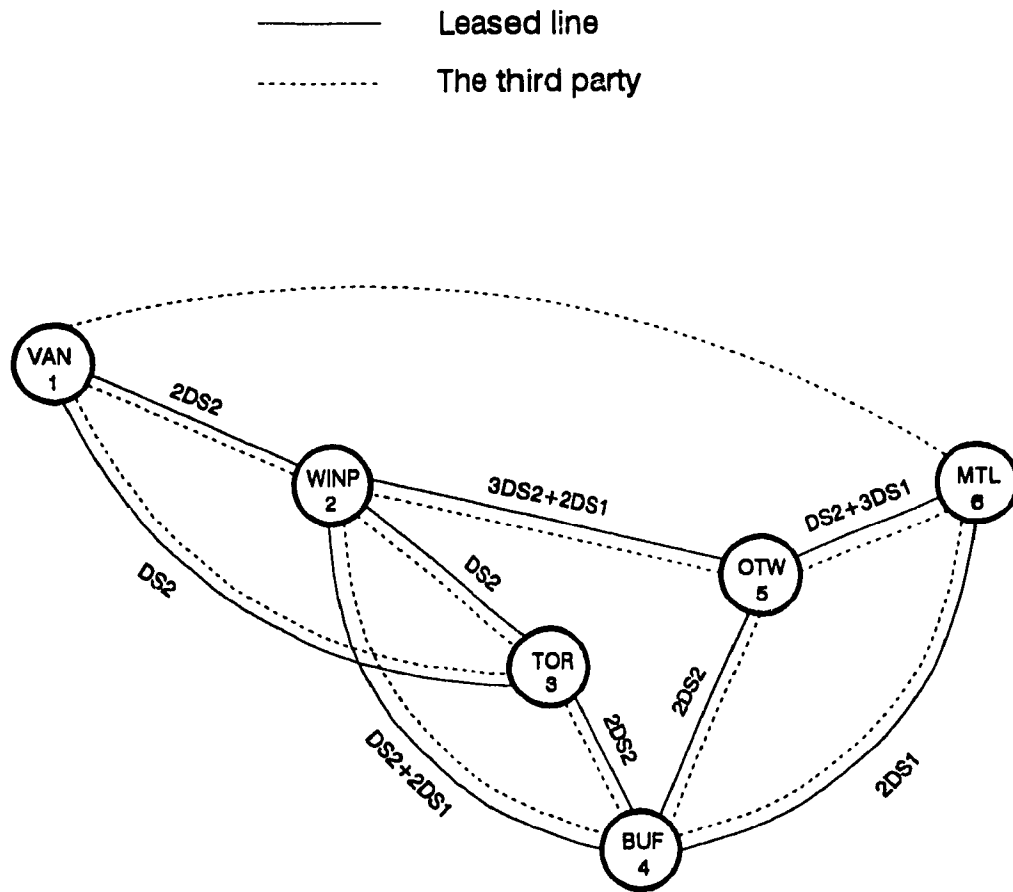 Leased line
The third party
VAN
1
2DS2
WINP
2
3DS2+2DS1
DS2+3DS1
MTL
6
OTW
5
DS2
DS2
TOR
3
2DS2
2DS2
DS2+2DS1
2DS1
BUF
4